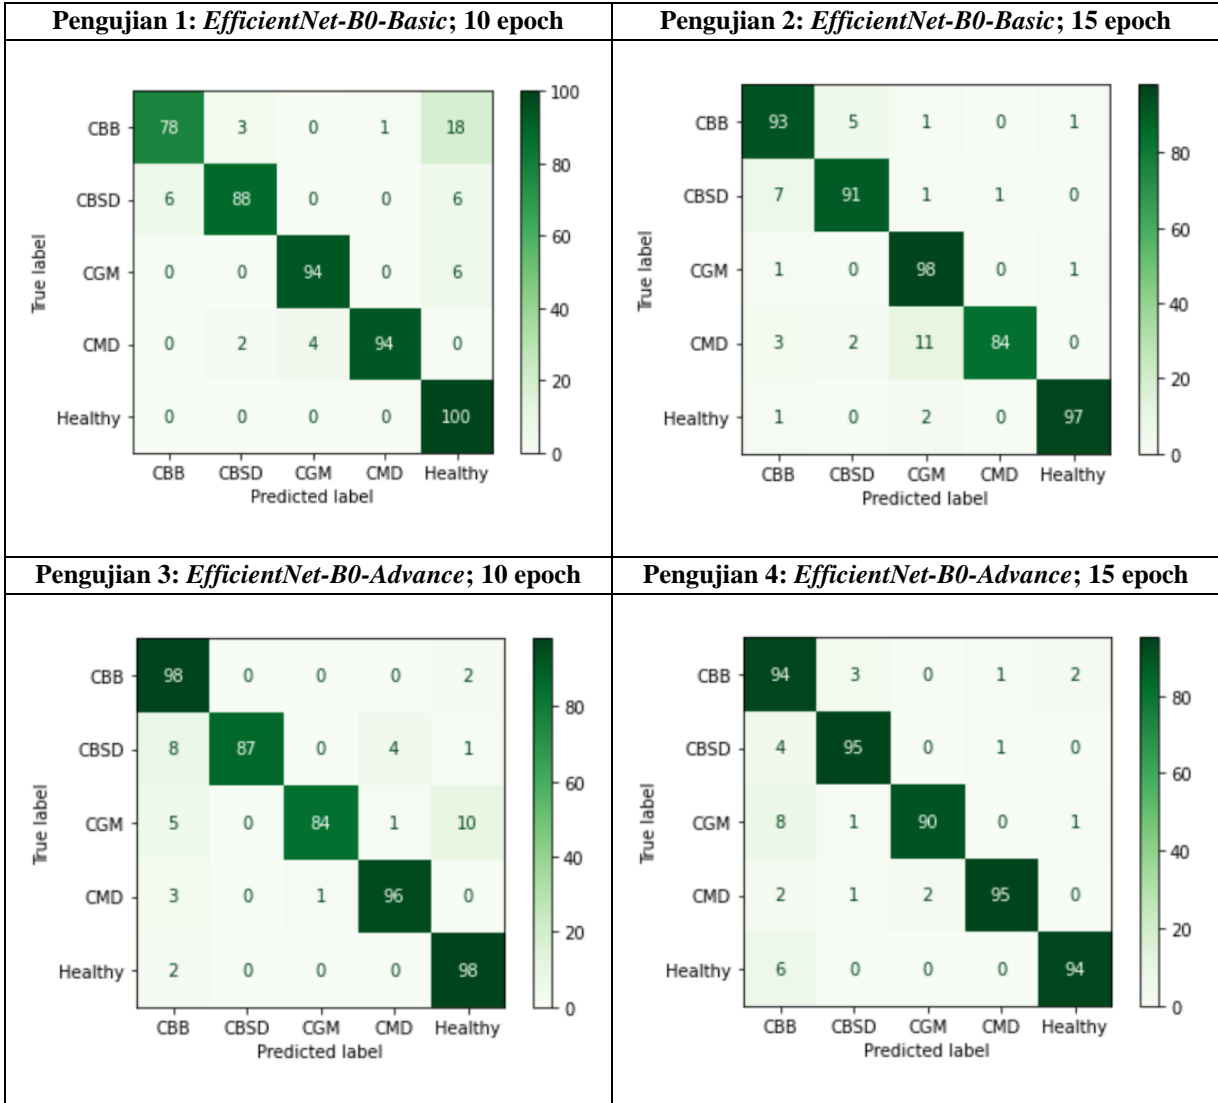 Pengujian 1: EfficientNet-B0-Basic; 10 epoch
CBB 78 3 0 1 18
CBSD 6 88 0 0 6
CGM 0 0 94 0 6
CMD 0 2 4 94 0
Healthy 0 0 0 0 100
CBB CBSD CGM CMD Healthy
Predicted label
True label
100
80
60
40
20
0
Pengujian 2: EfficientNet-B0-Basic; 15 epoch
CBB 93 5 1 0 1
CBSD 7 91 1 1 0
CGM 1 0 98 0 1
CMD 3 2 11 84 0
Healthy 1 0 2 0 97
CBB CBSD CGM CMD Healthy
Predicted label
True label
80
60
40
20
0
Pengujian 3: EfficientNet-B0-Advance; 10 epoch
CBB 98 0 0 0 2
CBSD 8 87 0 4 1
CGM 5 0 84 1 10
CMD 3 0 1 96 0
Healthy 2 0 0 0 98
CBB CBSD CGM CMD Healthy
Predicted label
True label
80
60
40
20
0
Pengujian 4: EfficientNet-B0-Advance; 15 epoch
CBB 94 3 0 1 2
CBSD 4 95 0 1 0
CGM 8 1 90 0 1
CMD 2 1 2 95 0
Healthy 6 0 0 0 94
CBB CBSD CGM CMD Healthy
Predicted label
True label
80
60
40
20
0